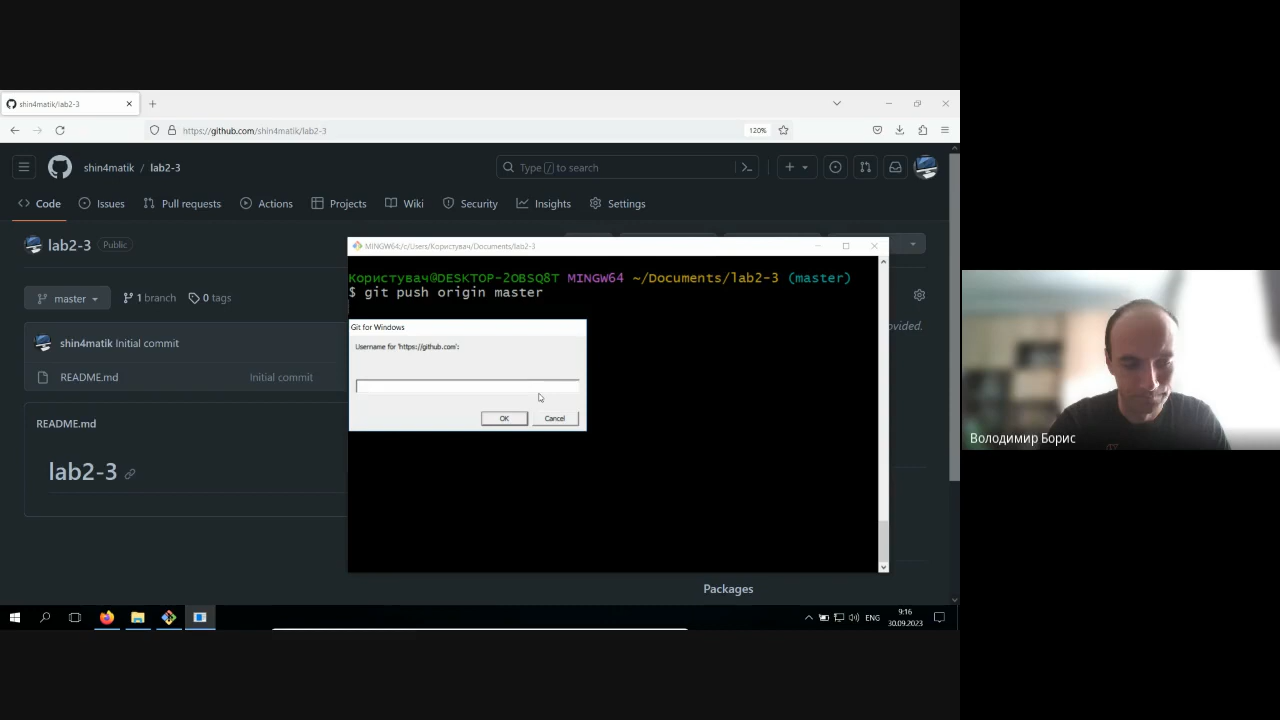 shin4matik/lab2-3
https://github.com/shin4matik/lab2-3
120%
shin4matik / lab2-3
Type / to search
Code
Issues
Pull requests
Actions
Projects
Wiki
Security
Insights
Settings
lab2-3
Public
master
1 branch
0 tags
shin4matik Initial commit
README.md
Initial commit
README.md
lab2-3
ovided.
Packages
MINGW64:/c/Users/Користувач/Documents/lab2-3
Користувач@DESKTOP-2OBSQ8T MINGW64 ~/Documents/lab2-3 (master)
$ git push origin master
Git for Windows
Username for 'https://github.com':
OK
Cancel
Володимир Борис
ENG
9:16
30.09.2023